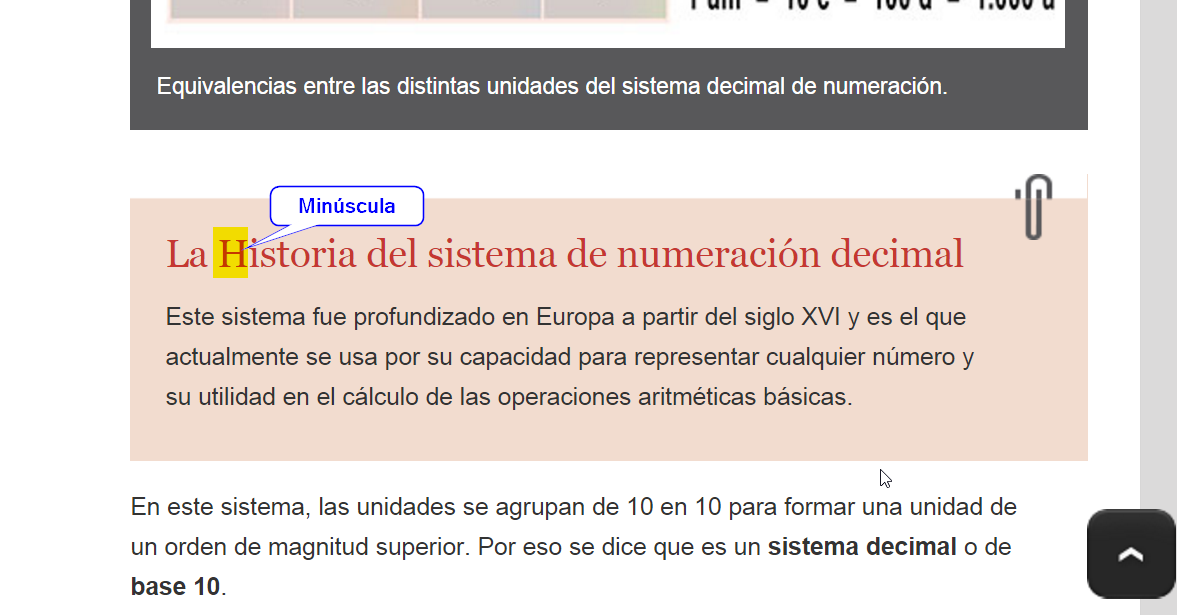 Equivalencias entre las distintas unidades del sistema decimal de numeración.
Minúscula
La Historia del sistema de numeración decimal
Este sistema fue profundizado en Europa a partir del siglo XVI y es el que
actualmente se usa por su capacidad para representar cualquier número y
su utilidad en el cálculo de las operaciones aritméticas básicas.
En este sistema, las unidades se agrupan de 10 en 10 para formar una unidad de
un orden de magnitud superior. Por eso se dice que es un sistema decimal o de
base 10.